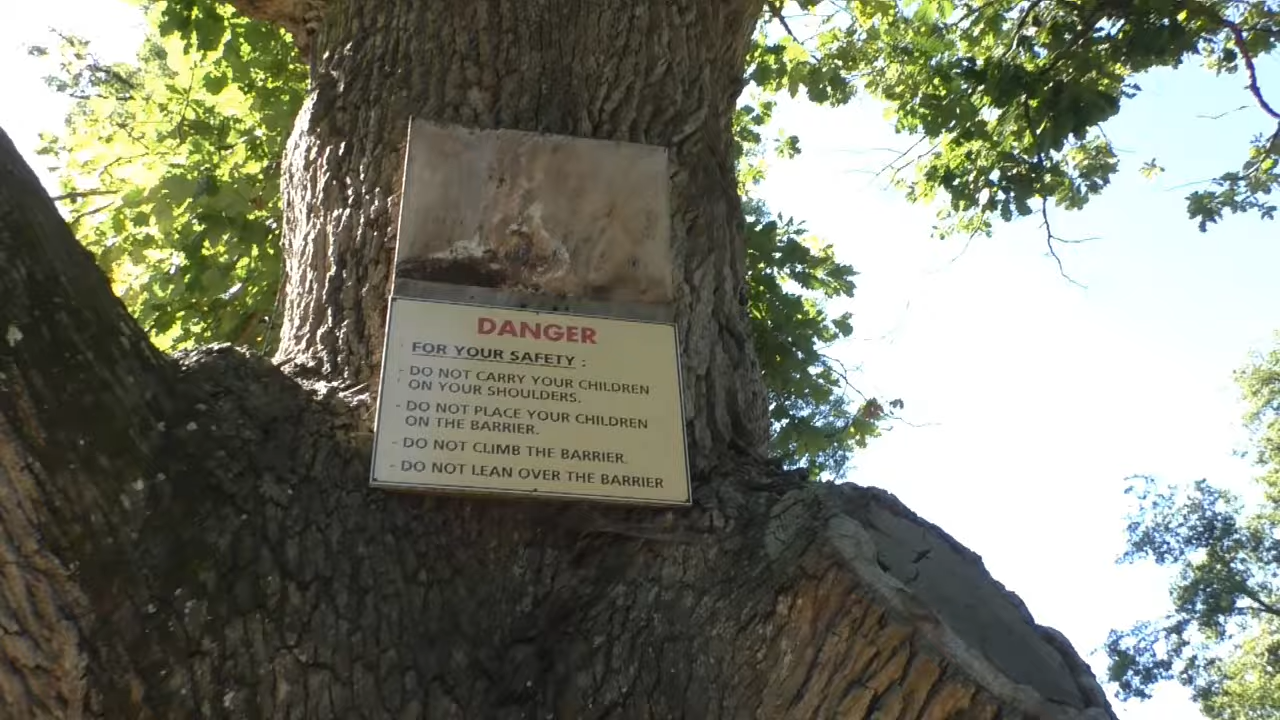 DANGER
FOR YOUR SAFETY :
- DO NOT CARRY YOUR CHILDREN
ON YOUR SHOULDERS.
- DO NOT PLACE YOUR CHILDREN
ON THE BARRIER.
- DO NOT CLIMB THE BARRIER.
- DO NOT LEAN OVER THE BARRIER